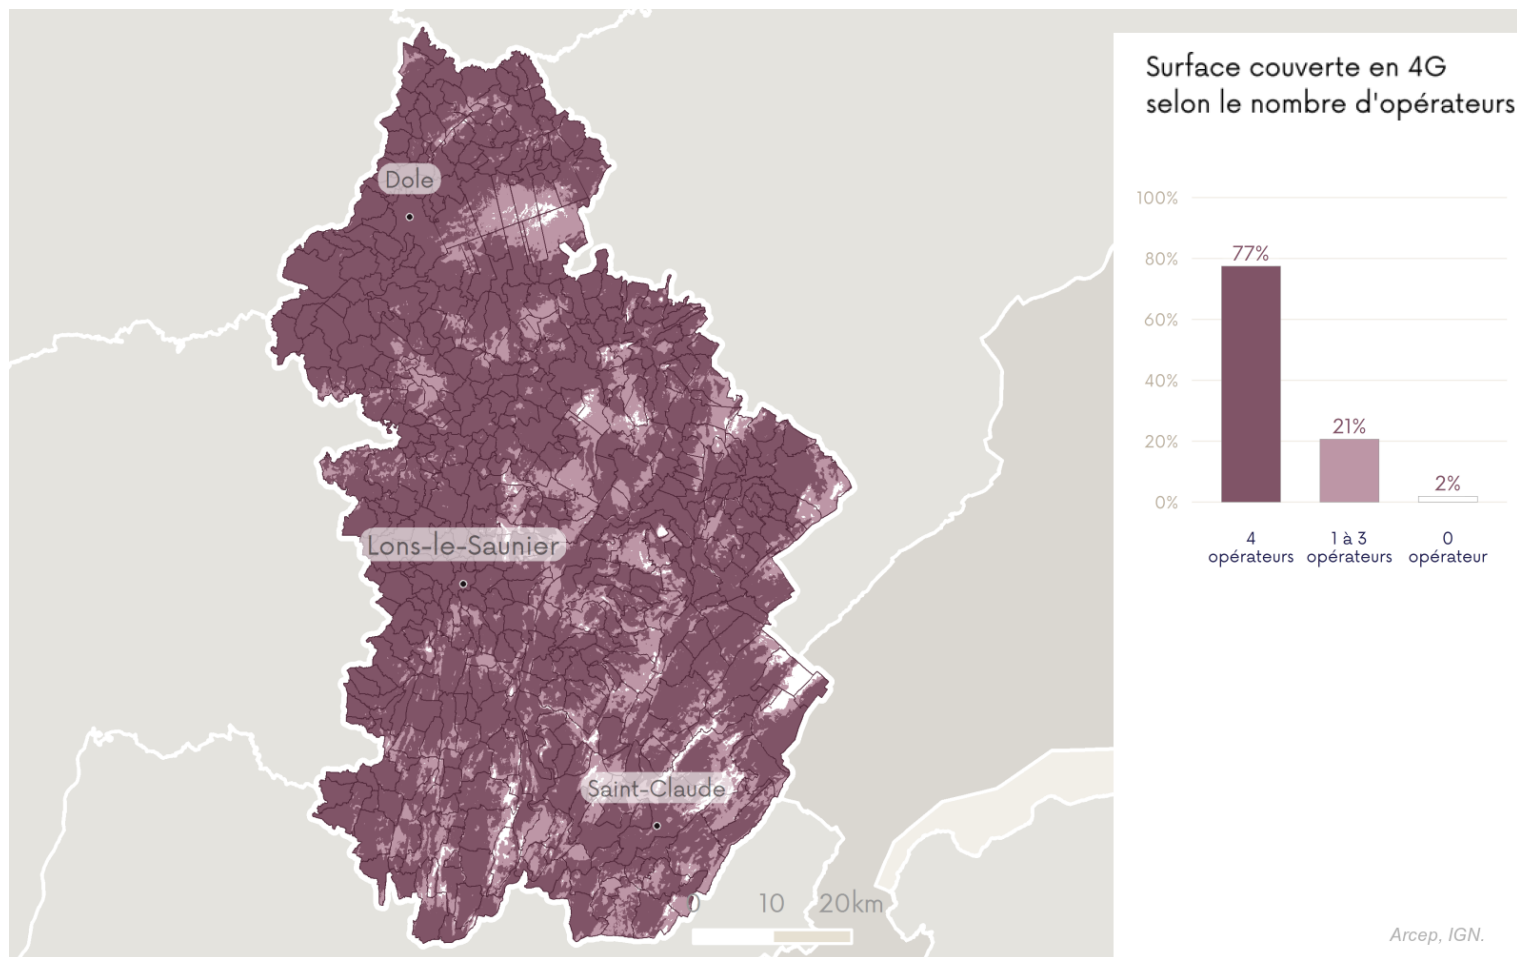 Surface couverte en 4G
selon le nombre d'opérateurs
Dole
Lons-le-Saunier
Saint-Claude
0 10 20km
100%
80%
60%
40%
20%
0%
77%
21%
2%
4
opérateurs
1 à 3
opérateurs
0
opérateur
Arcep, IGN.